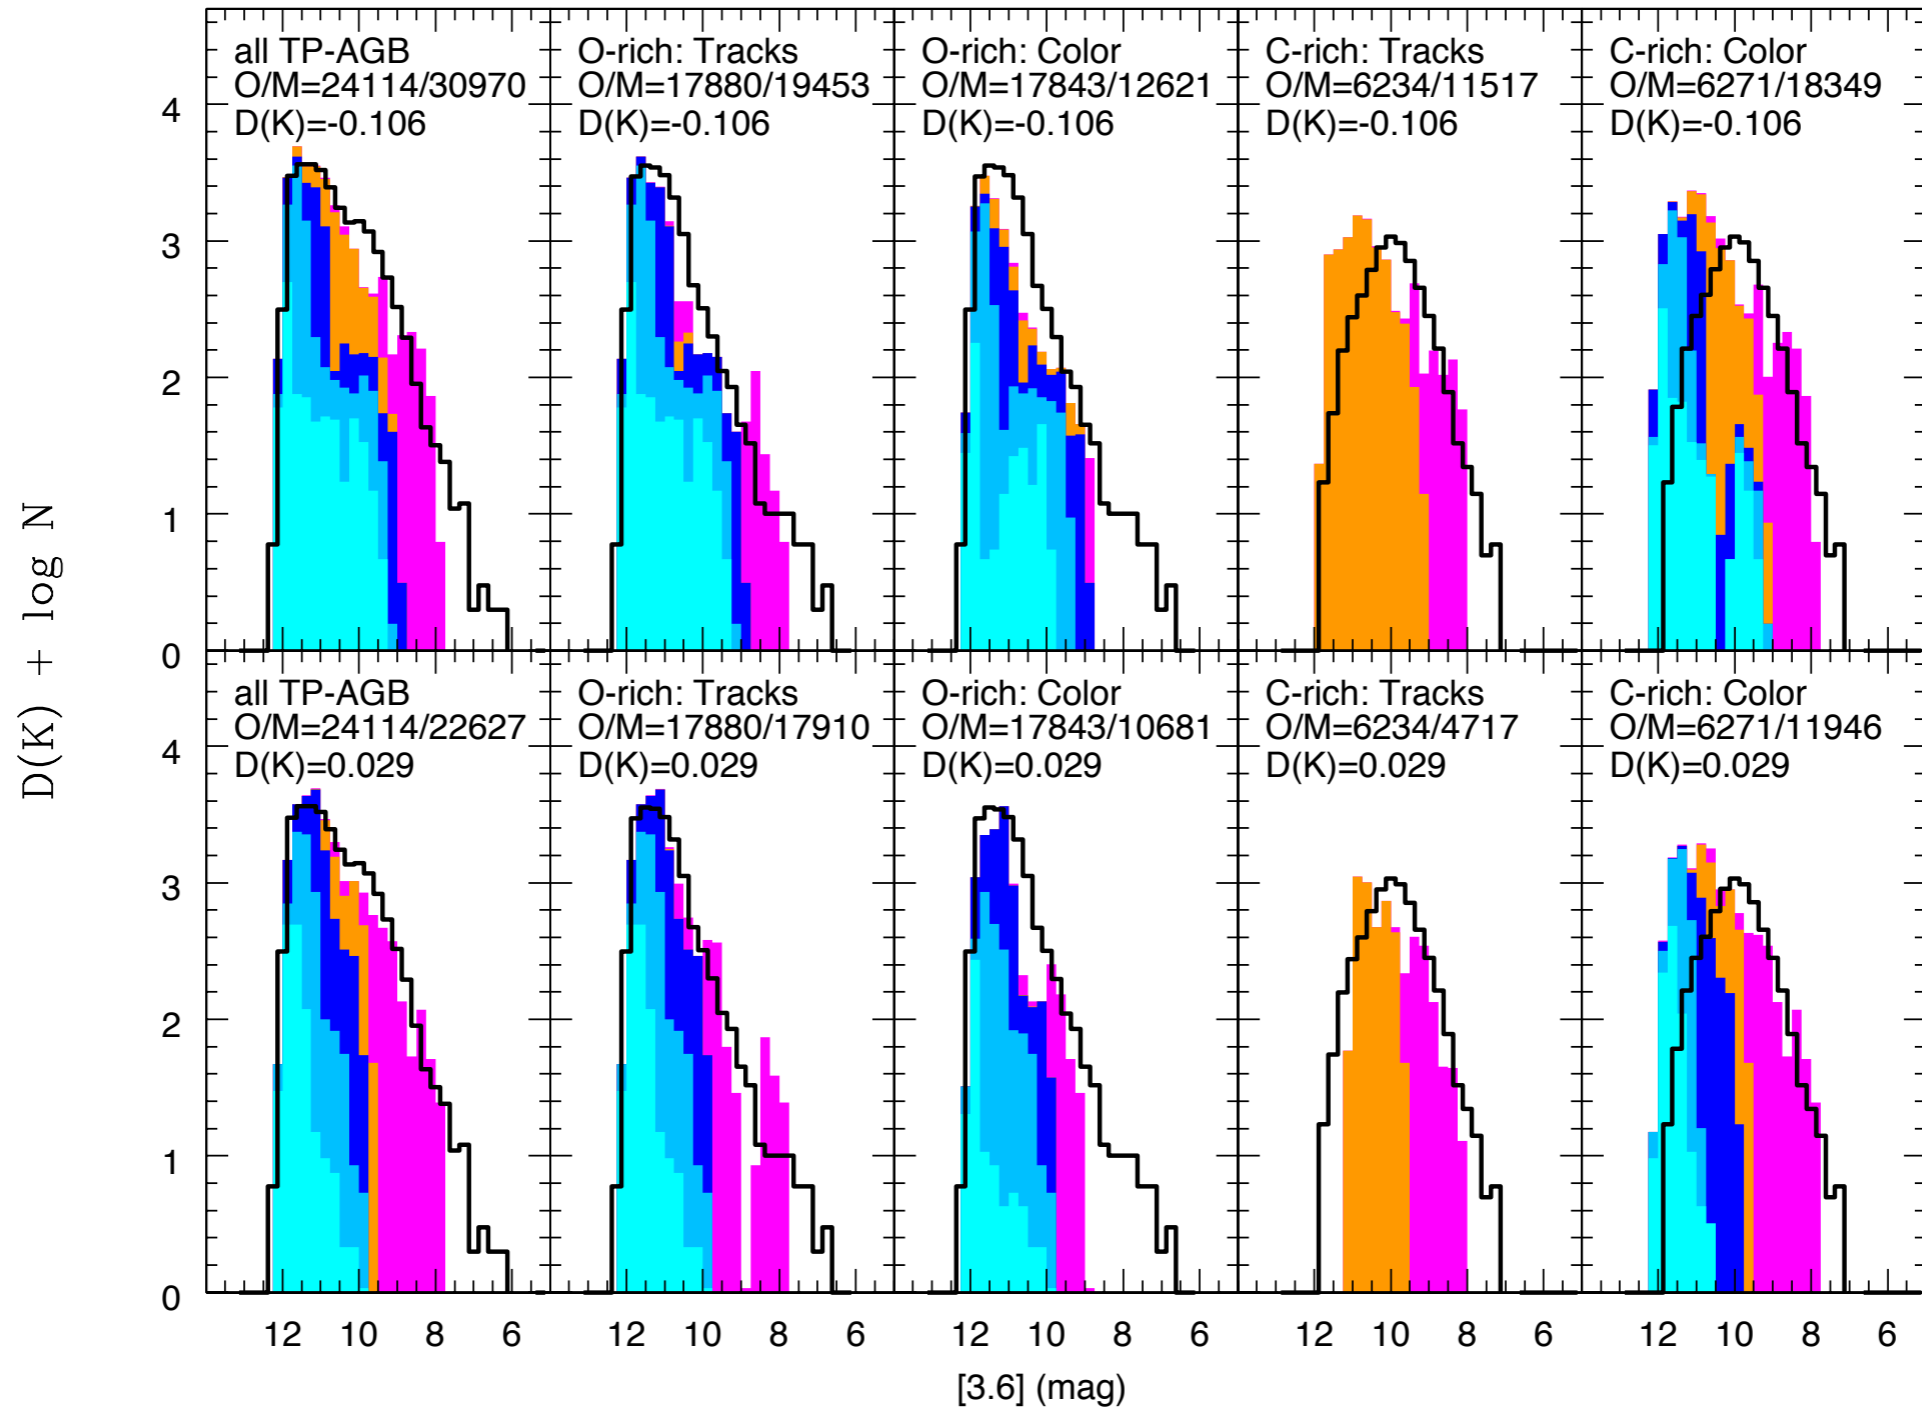 all TP-AGB
O/M=24114/30970
D(K)=-0.106
O-rich: Tracks
O/M=17880/19453
D(K)=-0.106
O-rich: Color
O/M=17843/12621
D(K)=-0.106
C-rich: Tracks
O/M=6234/11517
D(K)=-0.106
C-rich: Color
O/M=6271/18349
D(K)=-0.106
4
3
2
1
0
all TP-AGB
O/M=24114/22627
D(K)=0.029
O-rich: Tracks
O/M=17880/17910
D(K)=0.029
O-rich: Color
O/M=17843/10681
D(K)=0.029
C-rich: Tracks
O/M=6234/4717
D(K)=0.029
C-rich: Color
O/M=6271/11946
D(K)=0.029
4
3
2
1
0
D(K) + log N
12 10 8 6 12 10 8 6 12 10 8 6 12 10 8 6 12 10 8 6
[3.6] (mag)